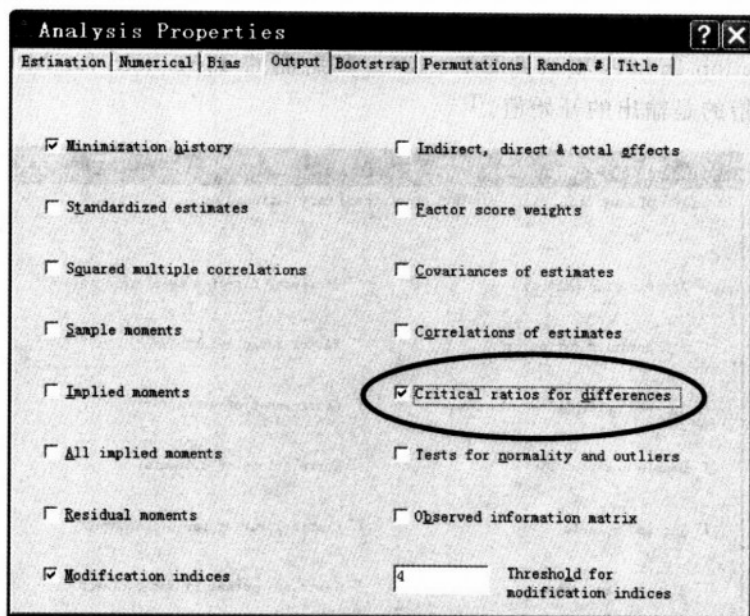 Analysis Properties
Estimation Numerical Bias Output Bootstrap Permutations Random # Title
Minimization history
Indirect, direct & total effects
Standardized estimates
Factor score weights
Squared multiple correlations
Covariances of estimates
Sample moments
Correlations of estimates
Implied moments
Critical ratios for differences
All implied moments
Tests for normality and outliers
Residual moments
Observed information matrix
Modification indices
4
Threshold for
modification indices